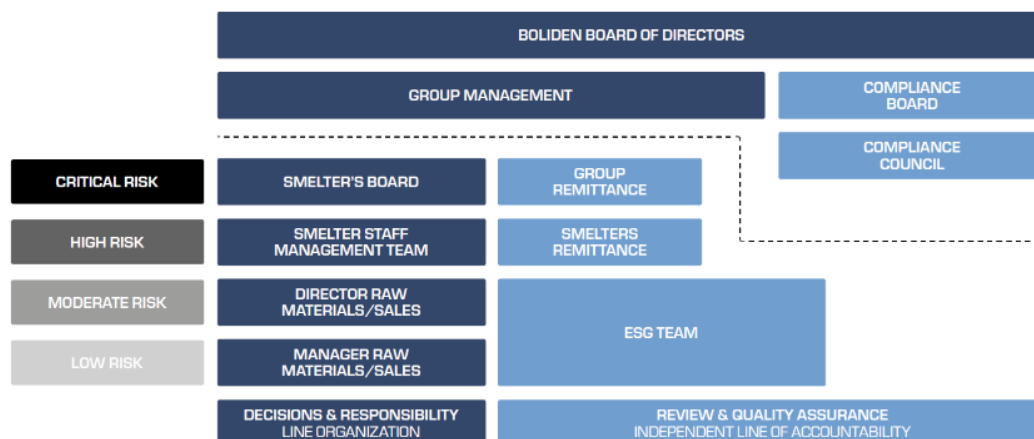 BOLIDEN BOARD OF DIRECTORS
GROUP MANAGEMENT
COMPLIANCE
BOARD
COMPLIANCE
COUNCIL
CRITICAL RISK
SMELTER'S BOARD
GROUP
REMITTANCE
HIGH RISK
SMELTER STAFF
MANAGEMENT TEAM
SMELTERS
REMITTANCE
MODERATE RISK
DIRECTOR RAW
MATERIALS/SALES
ESG TEAM
LOW RISK
MANAGER RAW
MATERIALS/SALES
DECISIONS & RESPONSIBILITY
LINE ORGANIZATION
REVIEW & QUALITY ASSURANCE
INDEPENDENT LINE OF ACCOUNTABILITY